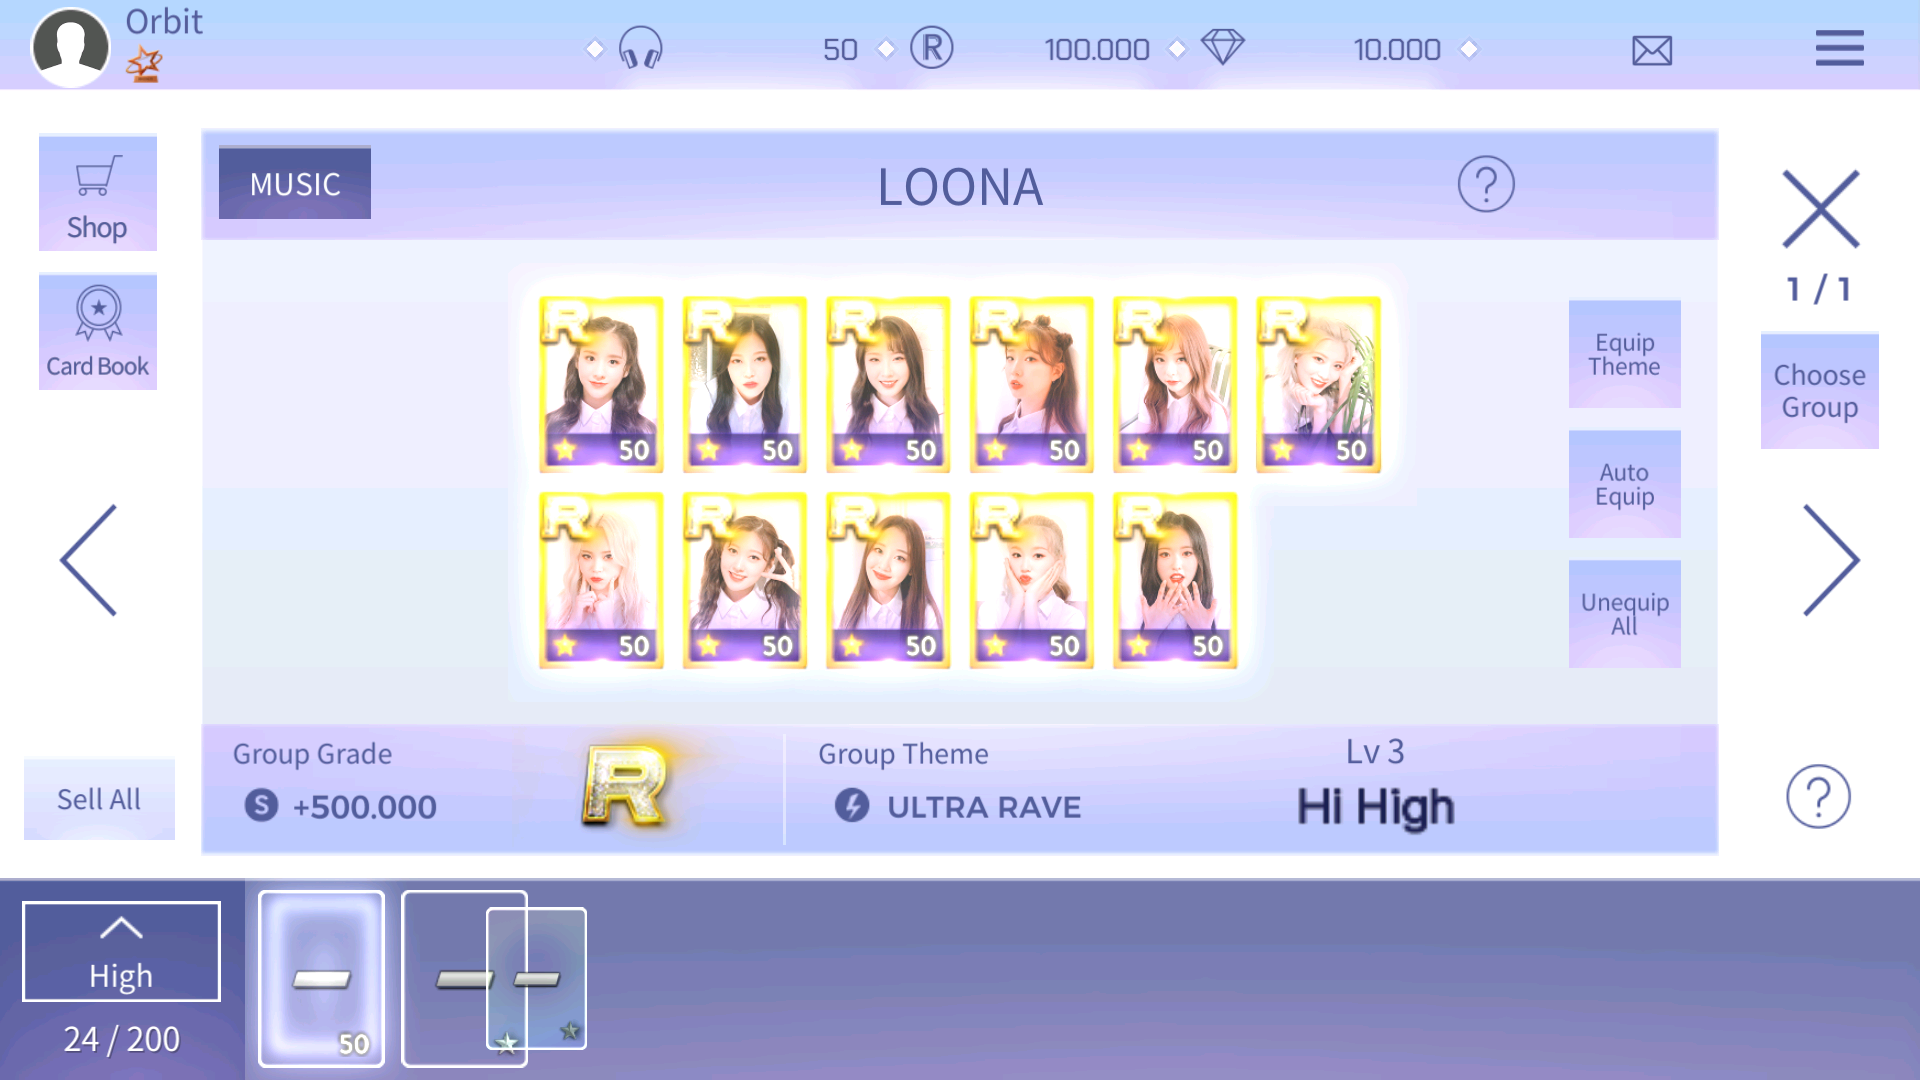 Orbit
50
R
100.000
10.000
Shop
Card Book
MUSIC
LOONA
?
1 / 1
Choose
Group
Equip
Theme
Auto
Equip
Unequip
All
R
R
R
R
R
R
50
50
50
50
50
50
R
R
R
R
R
50
50
50
50
50
Sell All
Group Grade
S +500.000
R
Group Theme
ULTRA RAVE
Lv 3
Hi High
?
High
24 / 200
50